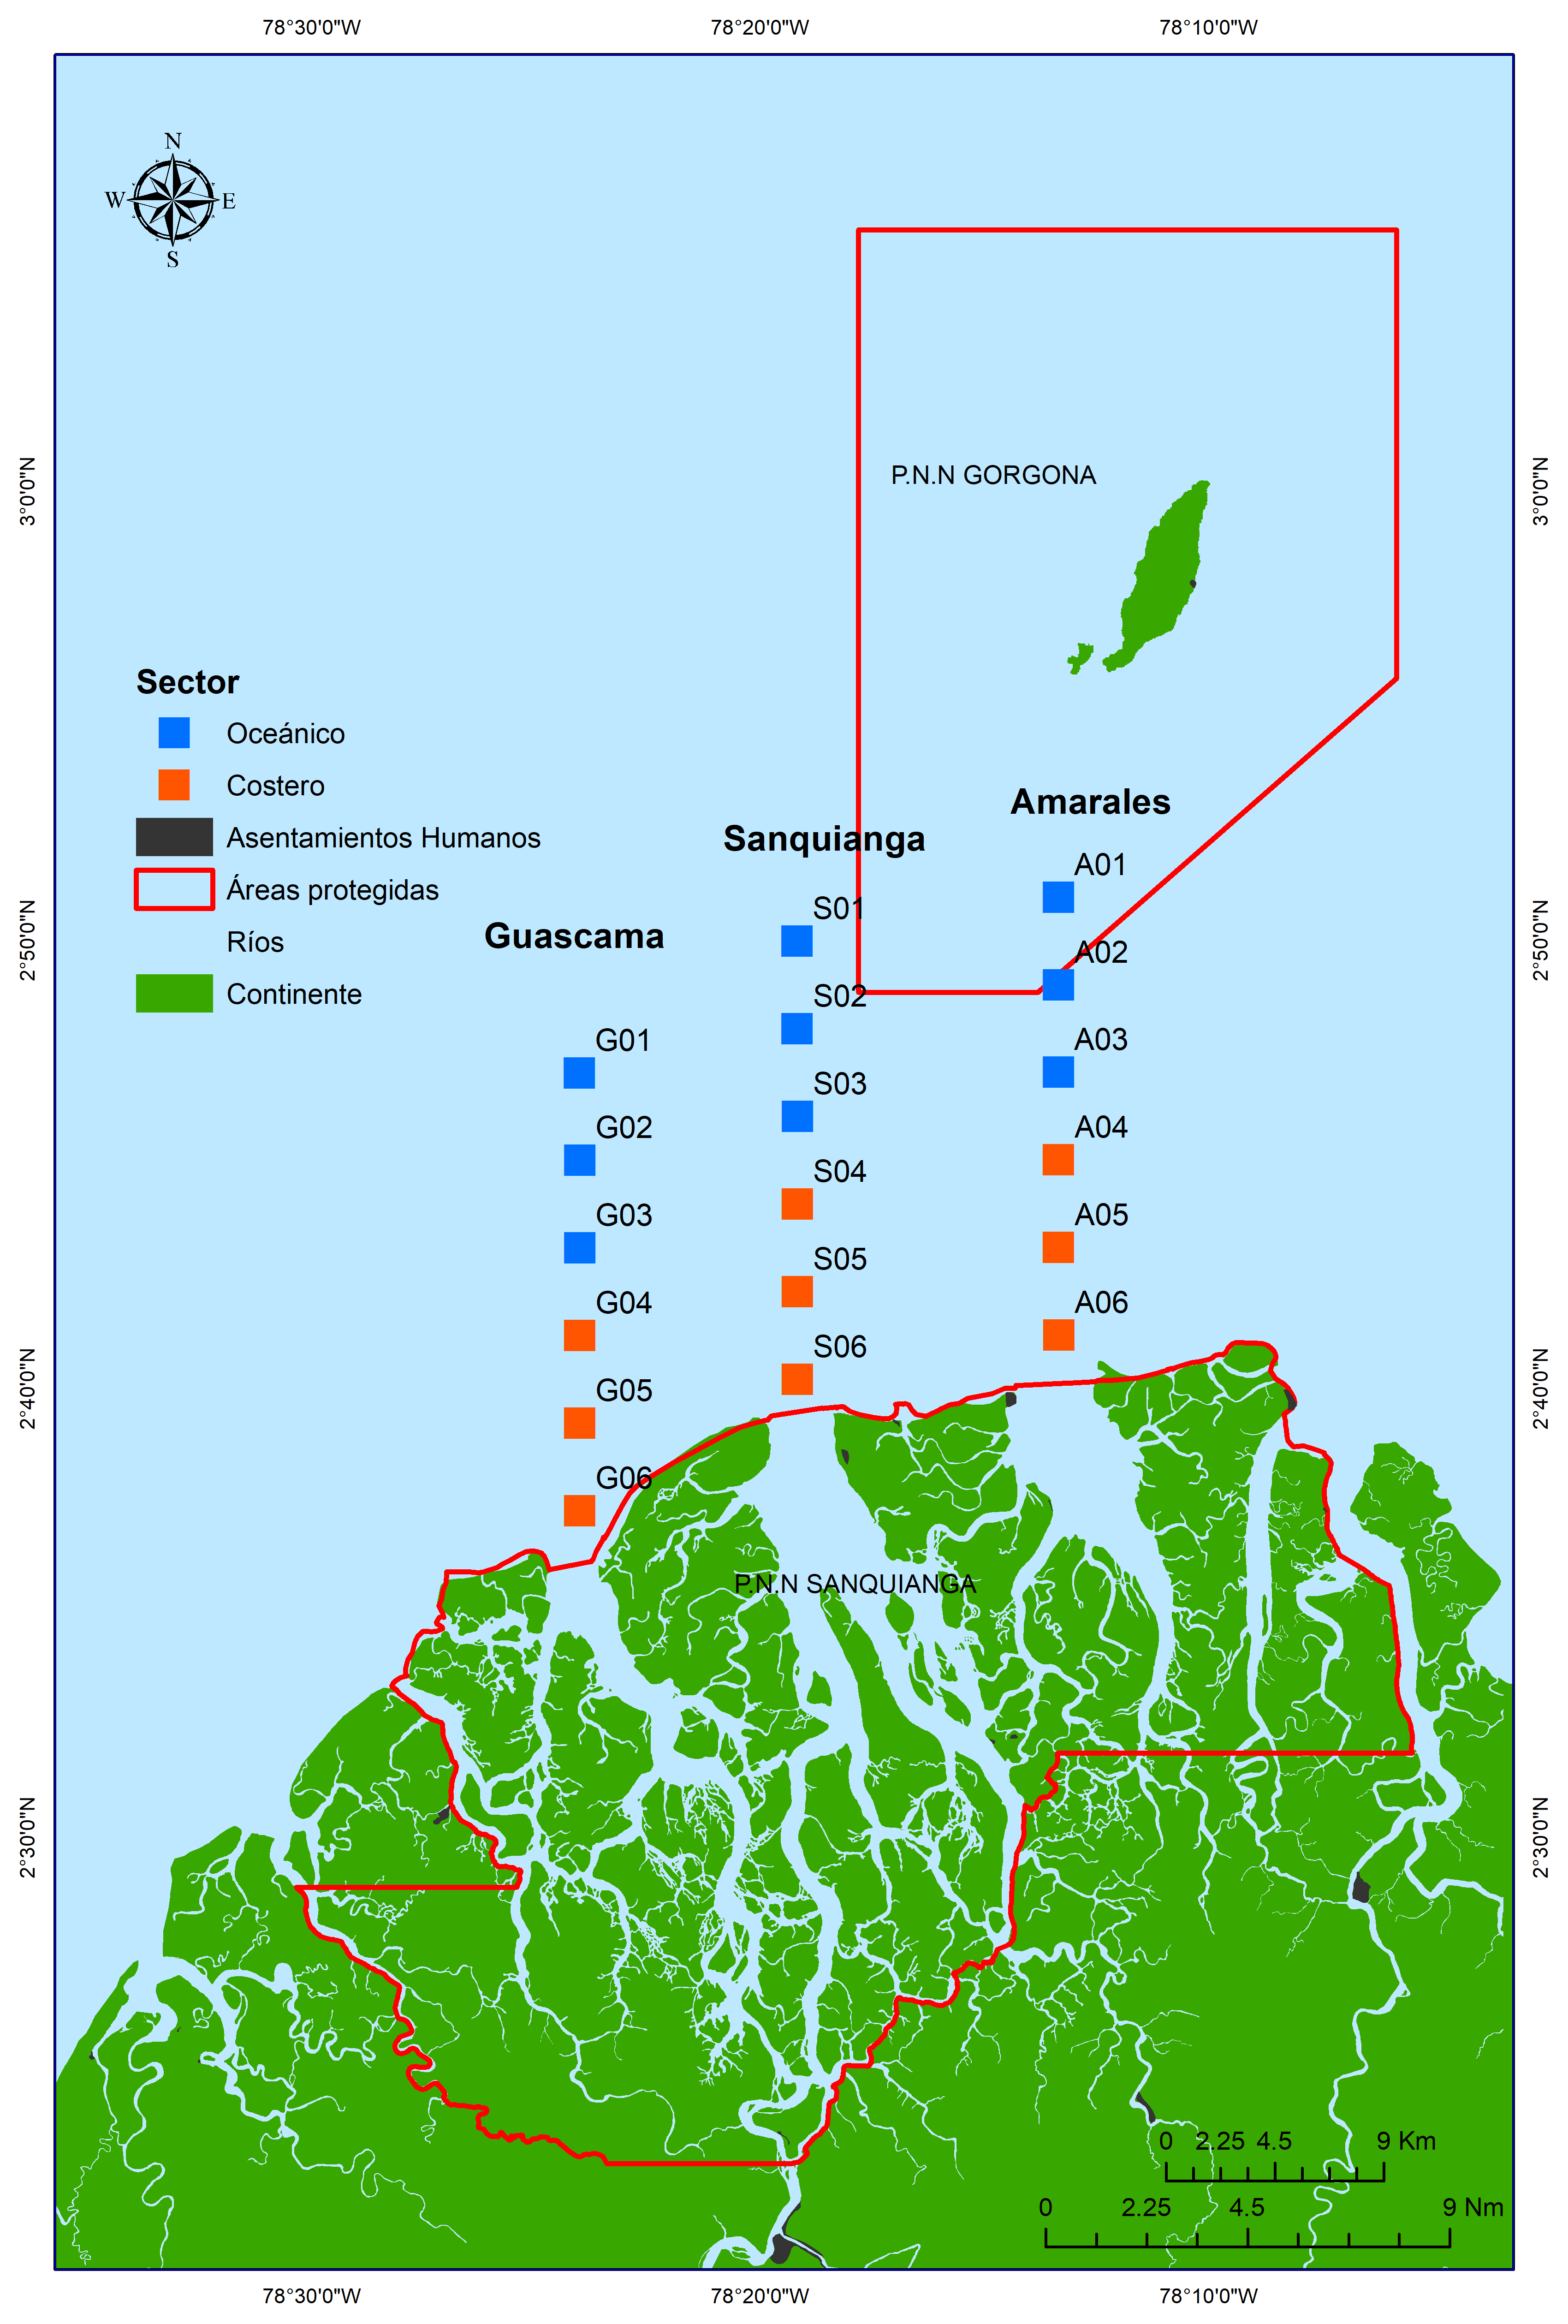 78°30'0"W 78°20'0"W 78°10'0"W
N
W E
S
3°0'0"N 3°0'0"N
P.N.N GORGONA
Sector
Oceánico
Costero
Asentamientos Humanos
Áreas protegidas
Ríos
Continente
Amarales
Sanquianga
Guascama
A01
S01
2°50'0"N 2°50'0"N
A02
S02
G01
A03
S03
G02
A04
S04
G03
A05
S05
G04
A06
S06
2°40'0"N 2°40'0"N
G05
G06
P.N.N SANQUIANGA
2°30'0"N 2°30'0"N
0 2.25 4.5 9 Km
0 2.25 4.5 9 Nm
78°30'0"W 78°20'0"W 78°10'0"W